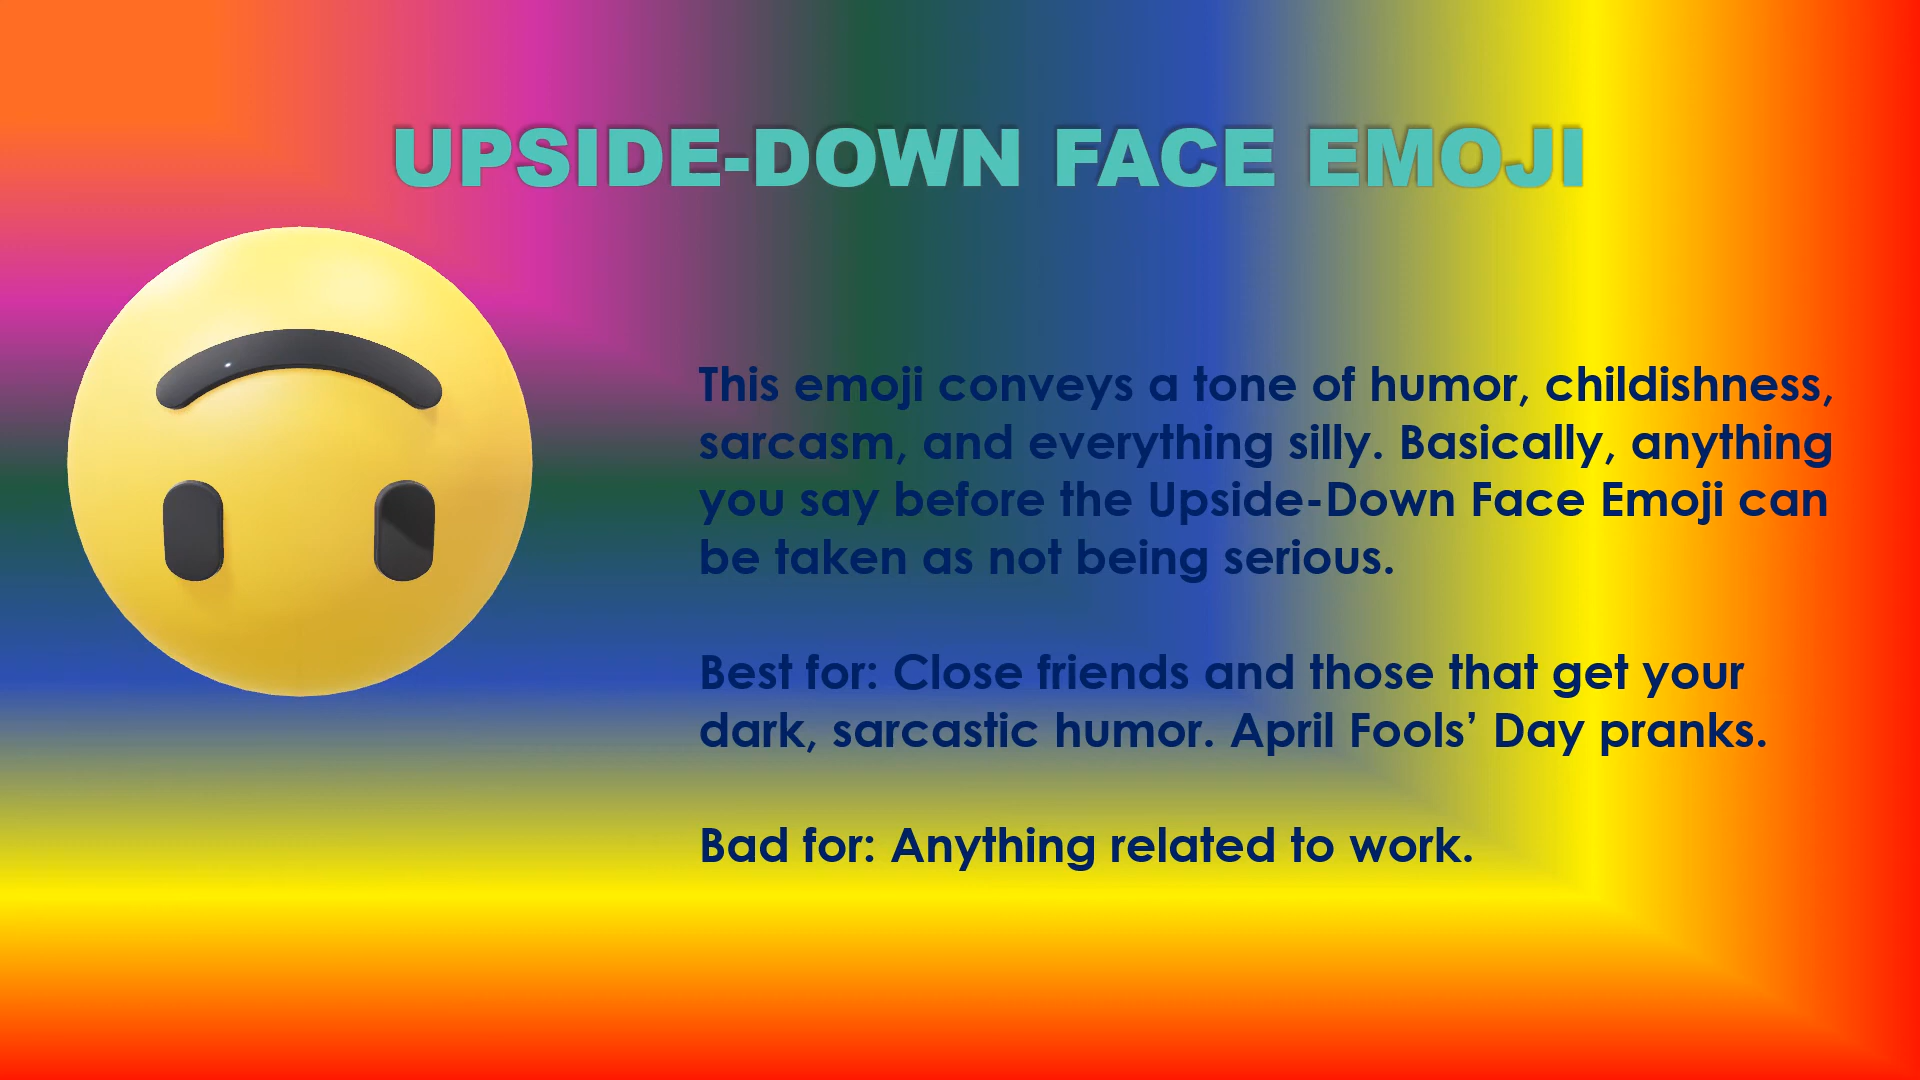 UPSIDE-DOWN FACE EMOJI
This emoji conveys a tone of humor, childishness,
sarcasm, and everything silly. Basically, anything
you say before the Upside-Down Face Emoji can
be taken as not being serious.
Best for: Close friends and those that get your
dark, sarcastic humor. April Fools’ Day pranks.
Bad for: Anything related to work.